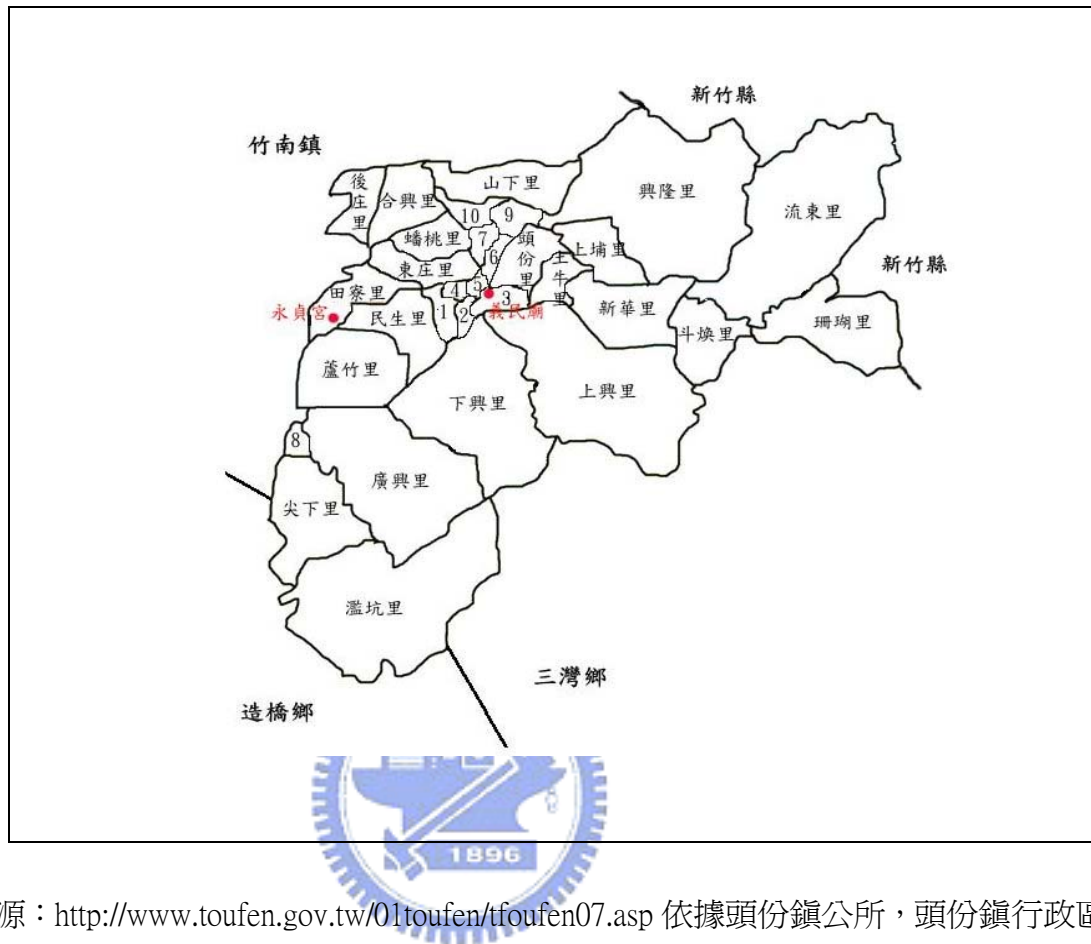 新竹縣
竹南鎮
後庄里
合興里
山下里
興隆里
流東里
10
9
蟠桃里
7
頭份里
6
上埔里
土牛里
新竹縣
東庄里
5
4
3
田寮里
永貞宮
民生里
1
2
義民廟
新華里
斗煥里
珊瑚里
蘆竹里
下興里
上興里
8
廣興里
尖下里
濫坑里
三灣鄉
造橋鄉
1896
源：http://www.toufen.gov.tw/01toufen/tfoufen07.asp 依據頭份鎮公所，頭份鎮行政區